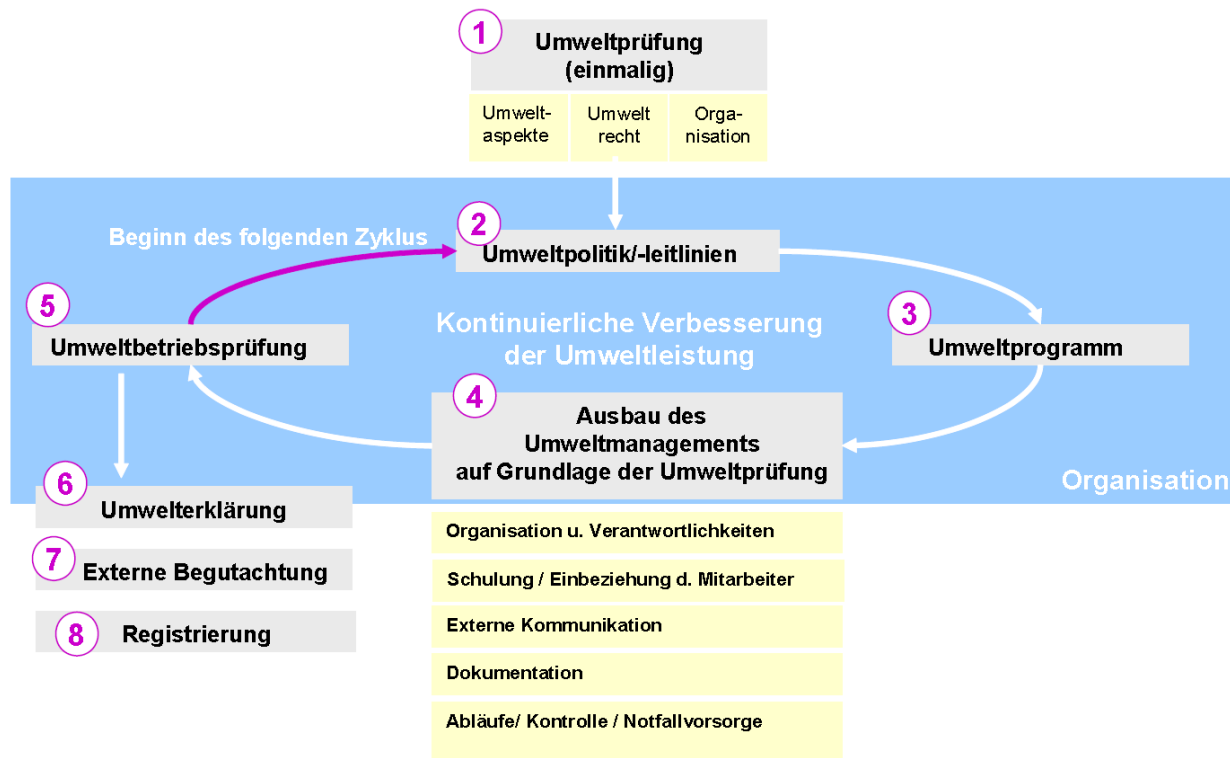 1
Umweltprüfung
(einmalig)
Umwelt-
aspekte
Umwelt
recht
Orga-
nisation
Beginn des folgenden Zyklus
2
Umweltpolitik/-leitlinien
5
Umweltbetriebsprüfung
Kontinuierliche Verbesserung
der Umweltleistung
3
Umweltprogramm
4
Ausbau des
Umweltmanagements
auf Grundlage der Umweltprüfung
Organisation
6
Umwelterklärung
7
Externe Begutachtung
8
Registrierung
Organisation u. Verantwortlichkeiten
Schulung / Einbeziehung d. Mitarbeiter
Externe Kommunikation
Dokumentation
Abläufe/ Kontrolle / Notfallvorsorge